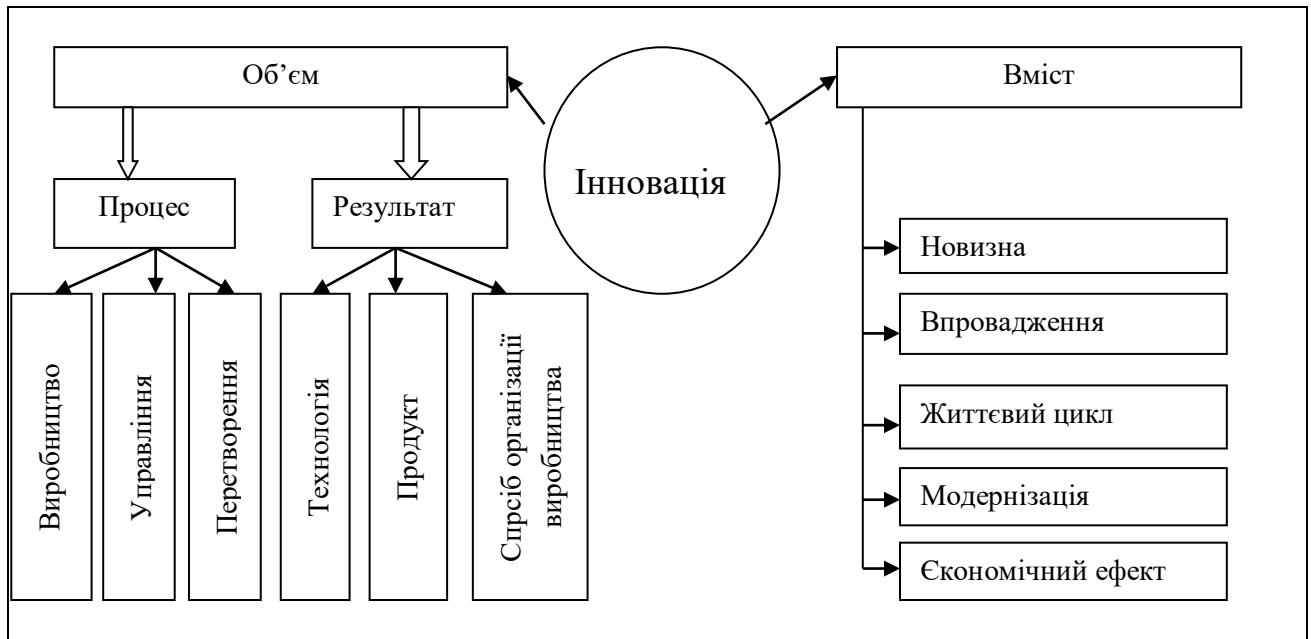 Об’єм
Вміст
Інновація
Процес
Результат
Виробництво
Управління
Перетворення
Технологія
Продукт
Спрсіб організації
виробництва
Новизна
Впровадження
Життєвий цикл
Модернізація
Єкономічний ефект